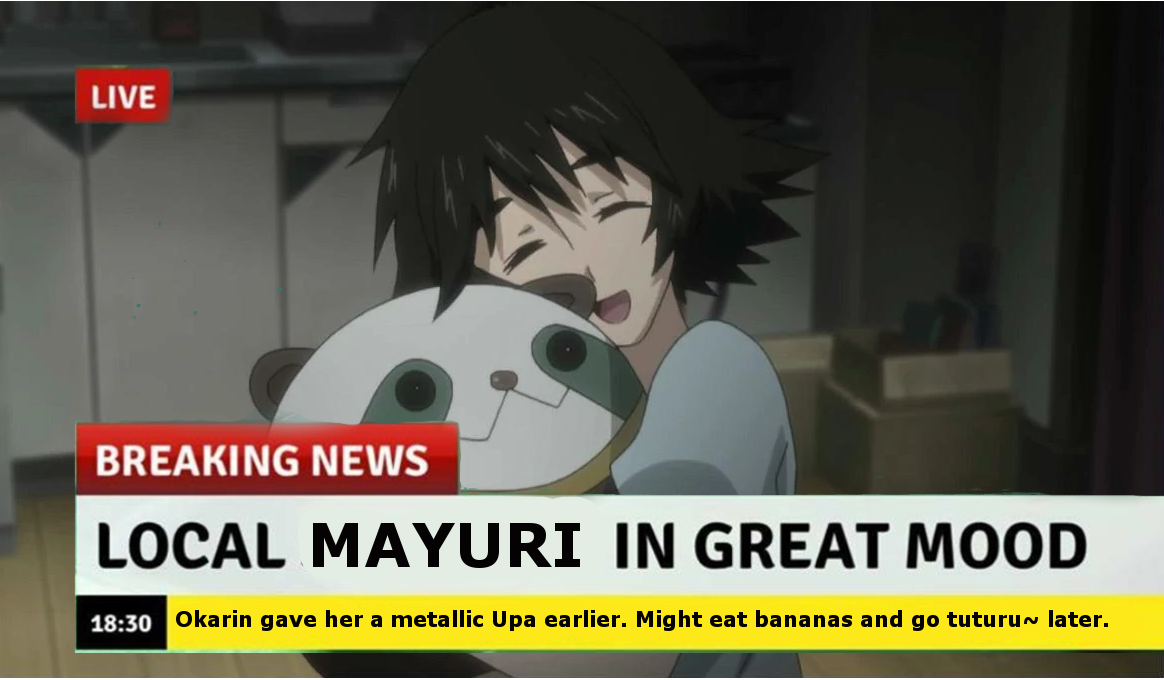 LIVE
BREAKING NEWS
LOCAL MAYURI IN GREAT MOOD
18:30 Okarin gave her a metallic Upa earlier. Might eat bananas and go tuturu~ later.